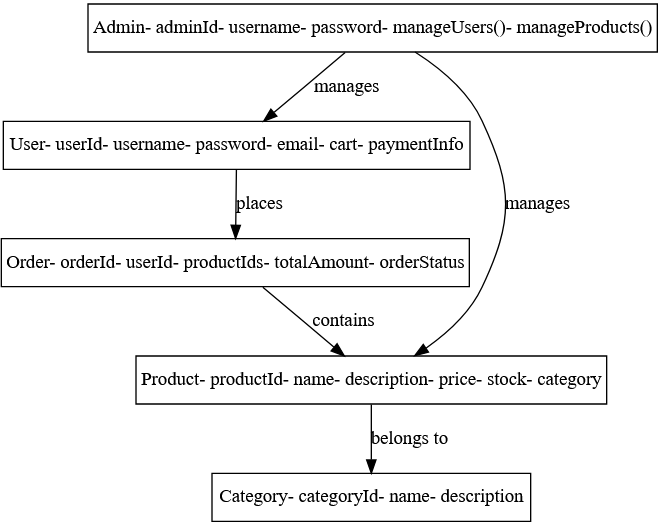 Admin- adminId- username- password- manageUsers()- manageProducts()
manages
User- userId- username- password- email- cart- paymentInfo
places
manages
Order- orderId- userId- productIds- totalAmount- orderStatus
contains
Product- productId- name- description- price- stock- category
belongs to
Category- categoryId- name- description